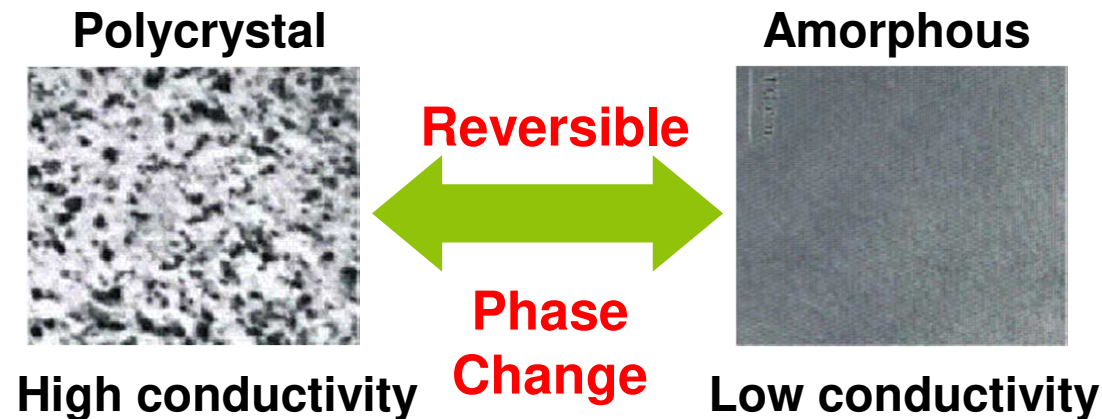 Polycrystal
Amorphous
Reversible
Phase
Change
High conductivity
Low conductivity